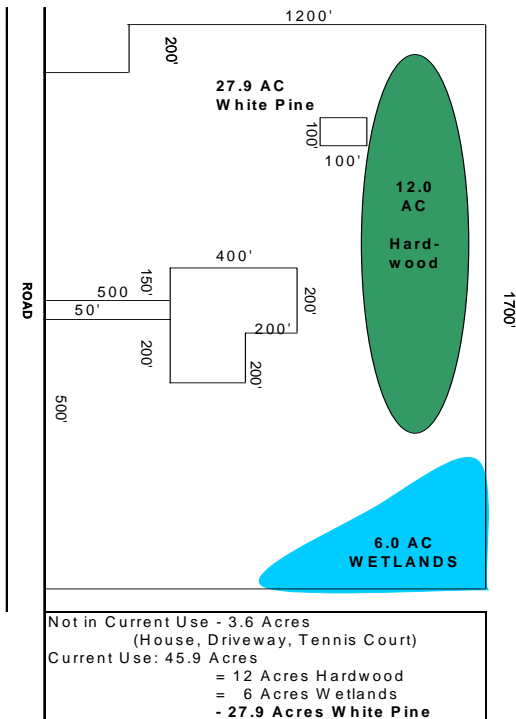 1200'
200'
27.9 AC
White Pine
100'
100'
12.0
AC
Hard-
wood
400'
150'
500
50'
200'
200'
200'
200'
ROAD
1700'
500'
6.0 AC
WETLANDS
Not in Current Use - 3.6 Acres
(House, Driveway, Tennis Court)
Current Use: 45.9 Acres
= 12 Acres Hardwood
= 6 Acres Wetlands
- 27.9 Acres White Pine